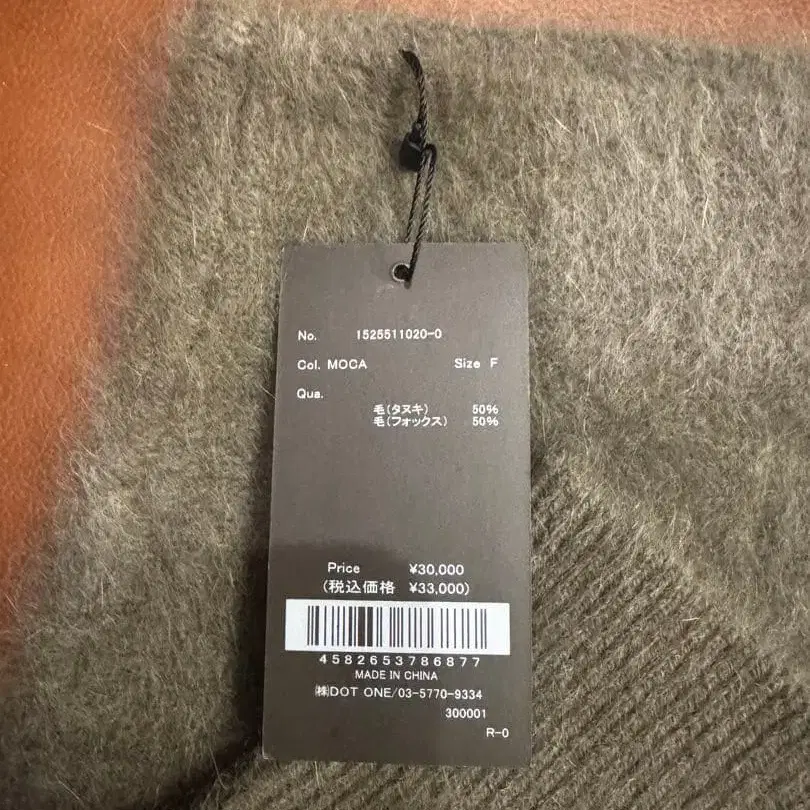 No. 1525511020-0
Col. MOCA Size F
Qua.
毛(タヌキ) 50%
毛(フォックス) 50%
Price ¥30,000
(税込価格 ¥33,000)
4582653786877
MADE IN CHINA
㈱DOT ONE/03-5770-9334
300001
R-0